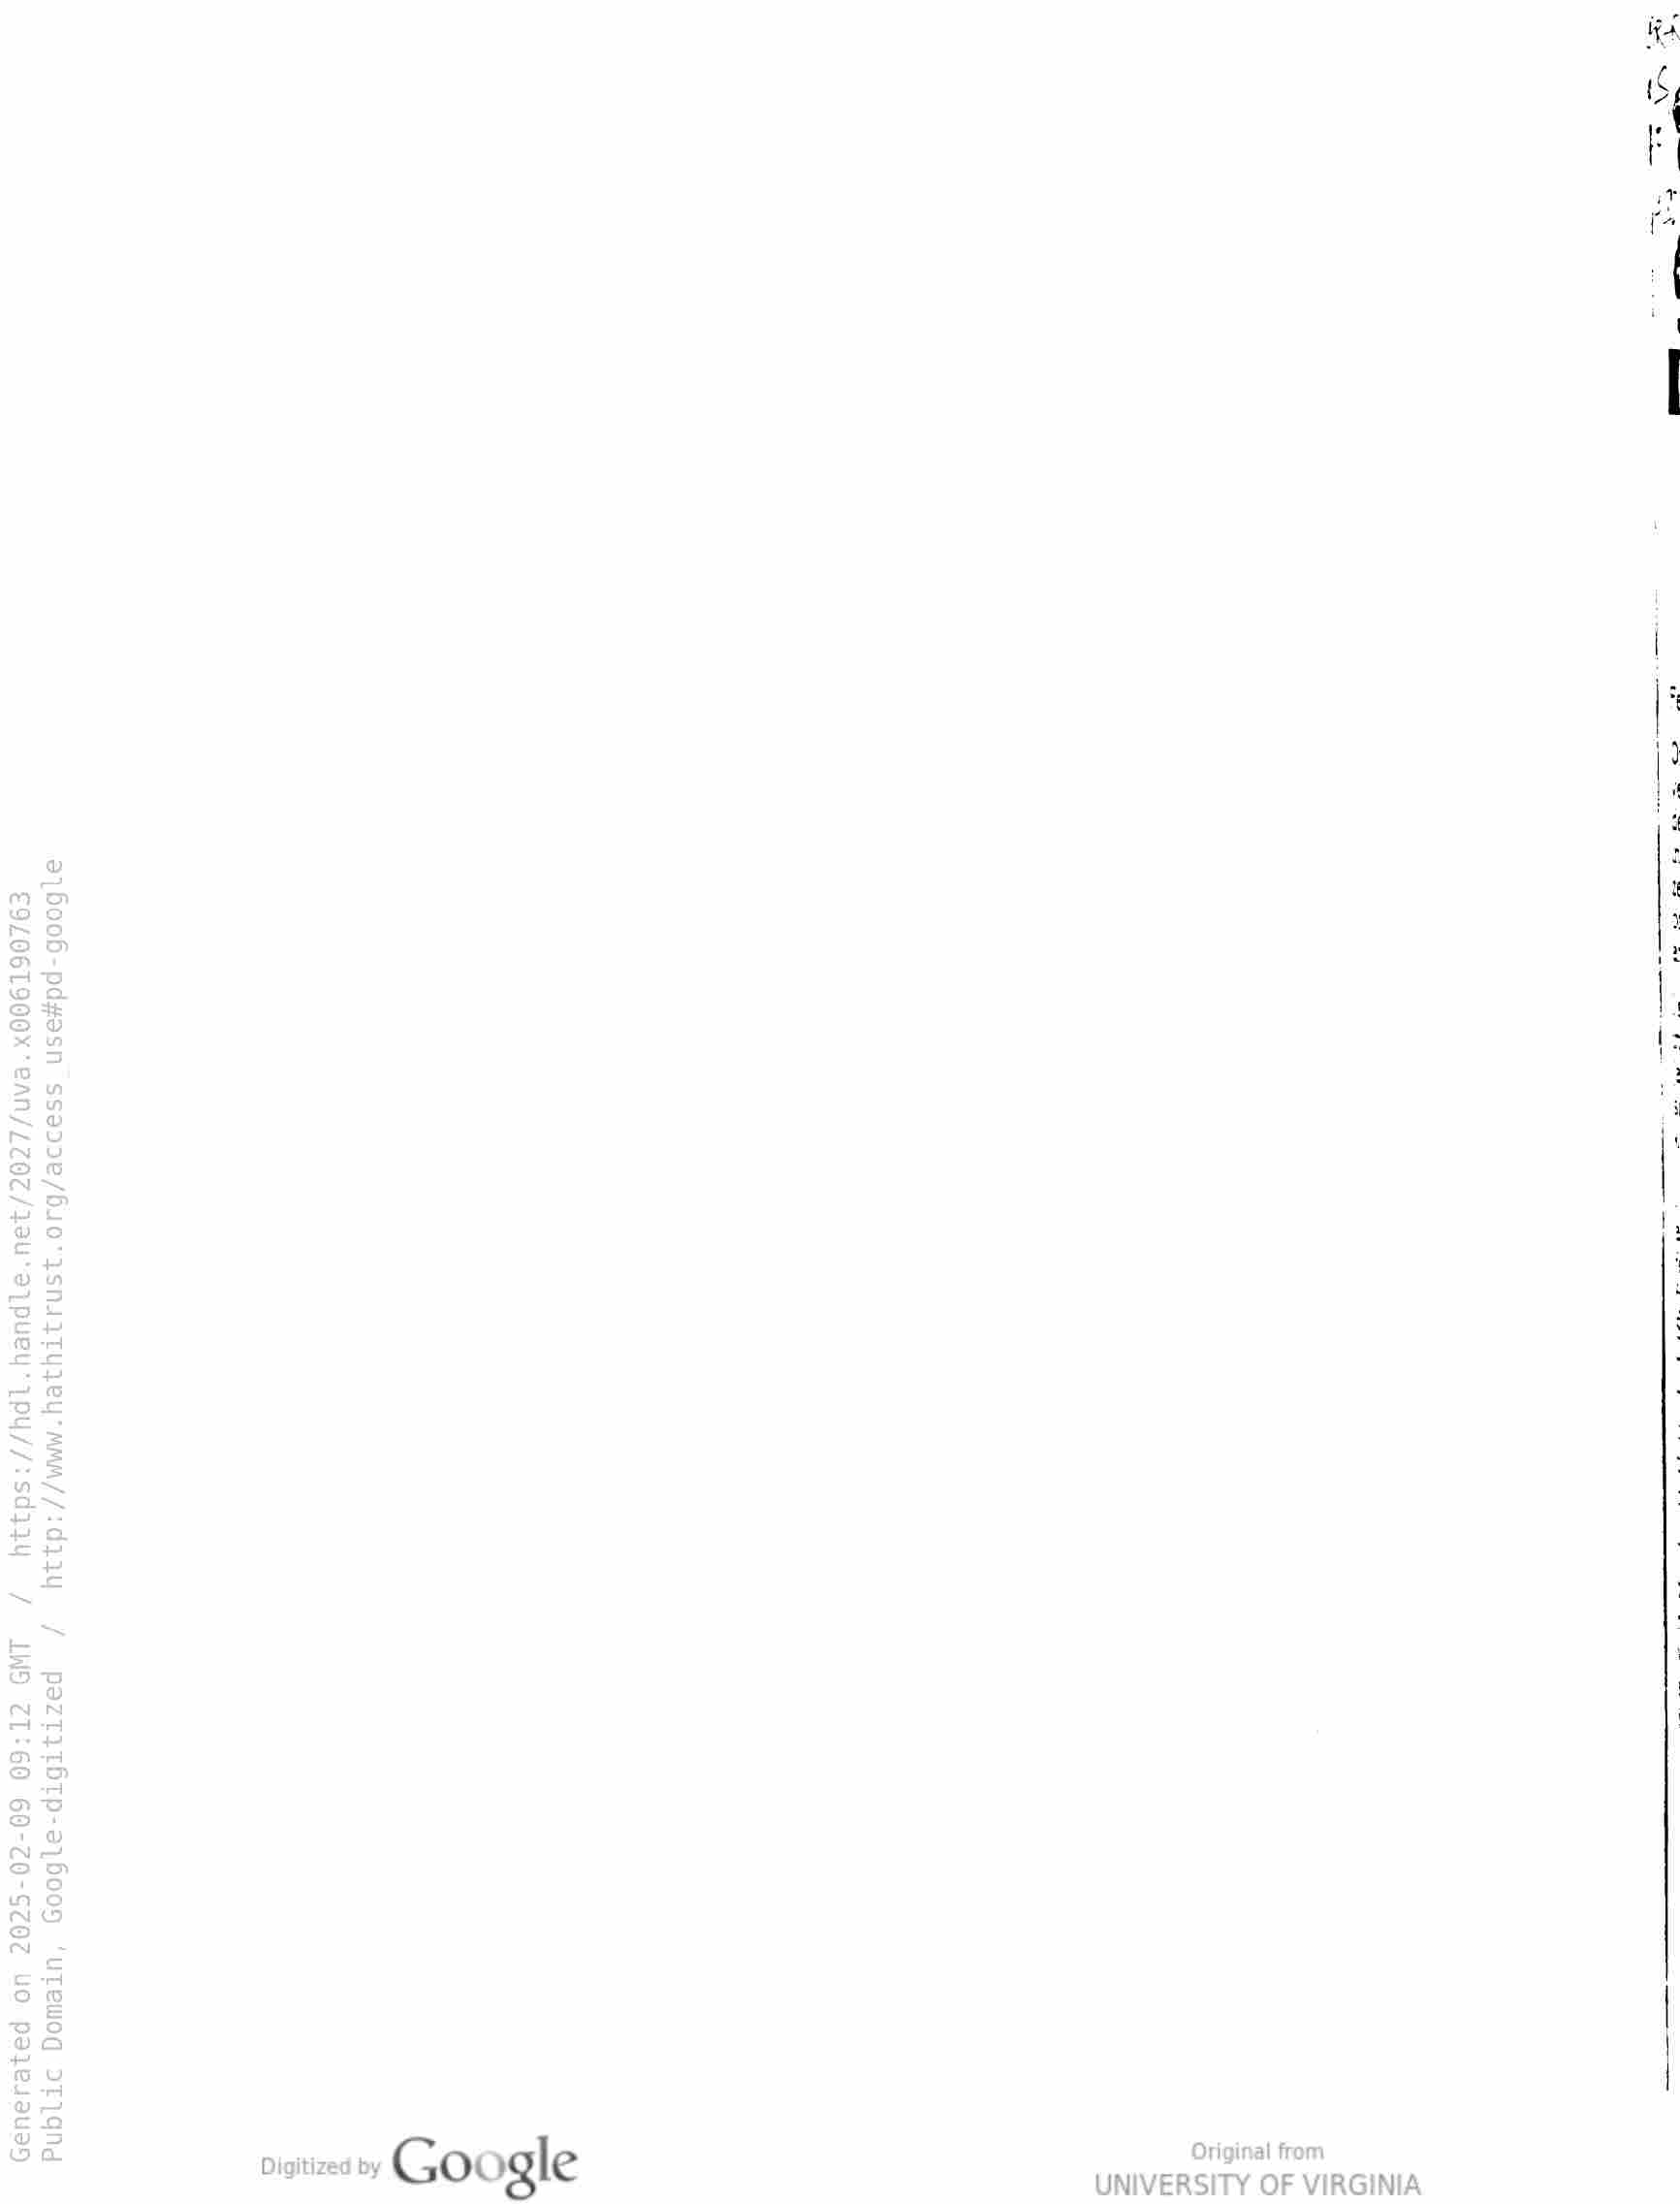 Generated on 2025-02-09 09:12 GMT / https://hdl.handle.net/2027/uva.x006190763
Public Domain, Google-digitized / http://www.hathitrust.org/access_use#pd-google
Digitized by Google
Original from
UNIVERSITY OF VIRGINIA